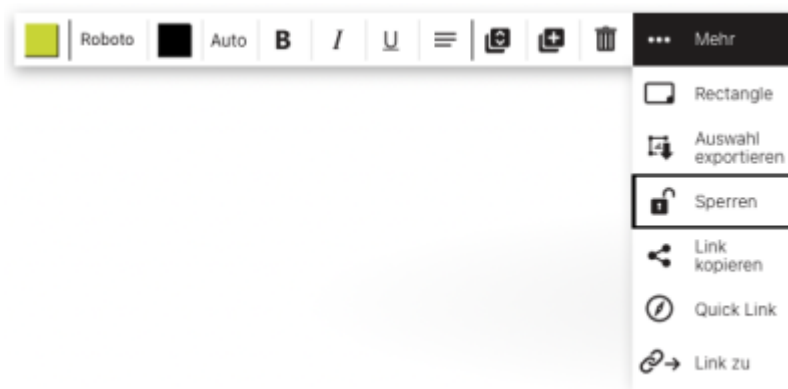 Roboto Auto B I U Mehr
Rectangle
Auswahl
exportieren
Sperren
Link
kopieren
Quick Link
Link zu